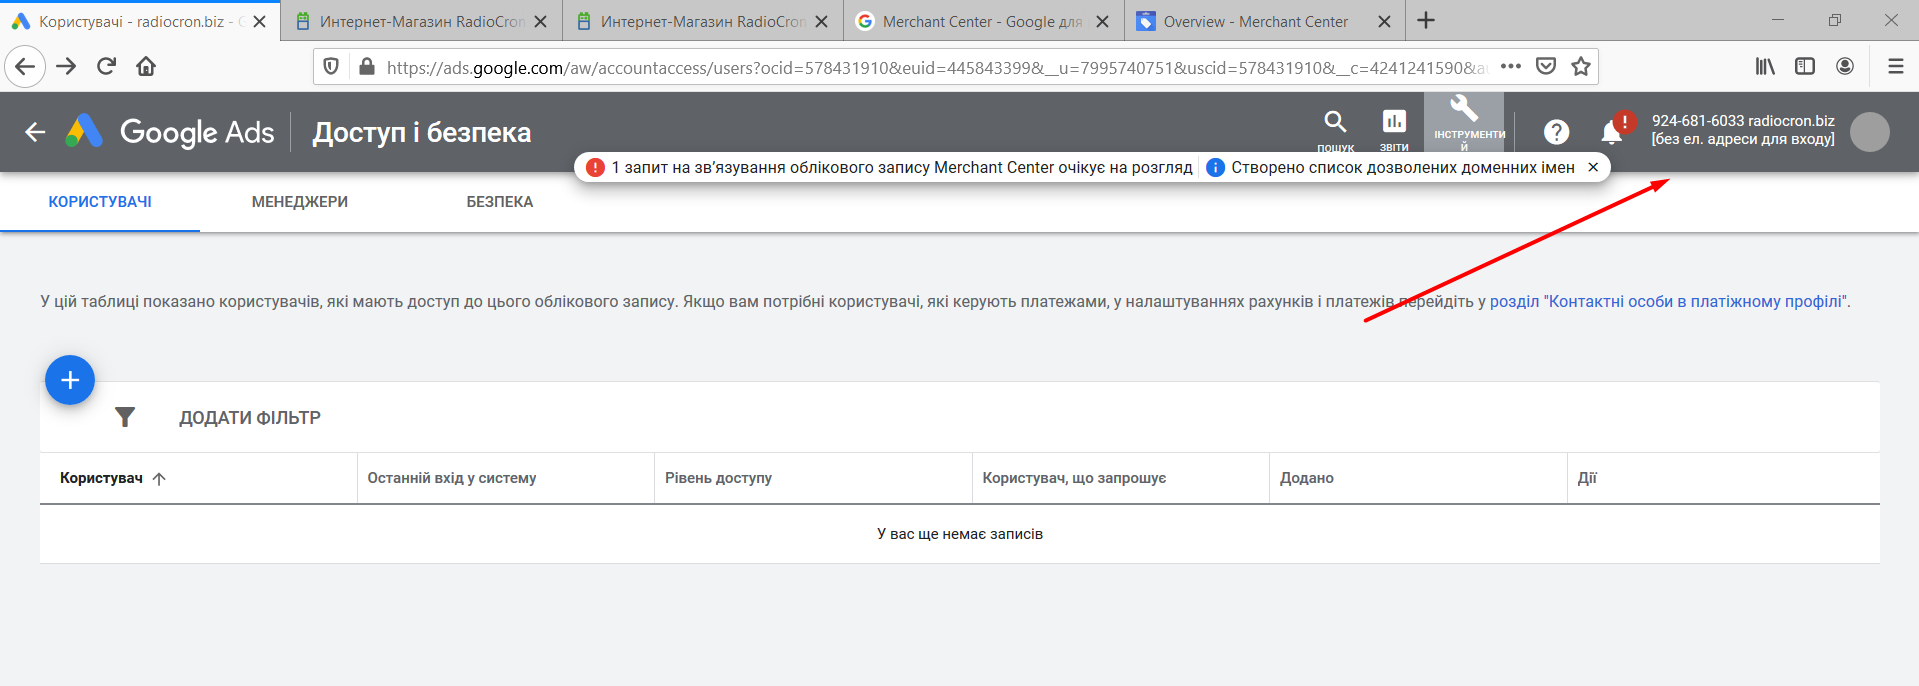 Користувачі - radiocron.biz - G
Интернет-Магазин RadioCron
Интернет-Магазин RadioCron
Merchant Center - Google для
Overview - Merchant Center
https://ads.google.com/aw/accountaccess/users?ocid=578431910&euid=445843399&__u=7995740751&uscid=578431910&__c=4241241590&au
Google Ads
Доступ і безпека
ПОШУК
ЗВІТИ
ІНСТРУМЕНТИ
Й
924-681-6033 radiocron.biz
[без ел. адреси для входу]
1 запит на зв’язування облікового запису Merchant Center очікує на розгляд
Створено список дозволених доменних імен
КОРИСТУВАЧІ
МЕНЕДЖЕРИ
БЕЗПЕКА
У цій таблиці показано користувачів, які мають доступ до цього облікового запису. Якщо вам потрібні користувачі, які керують платежами, у налаштуваннях рахунків і платежів перейдіть у розділ "Контактні особи в платіжному профілі".
ДОДАТИ ФІЛЬТР
Користувач
Останній вхід у систему
Рівень доступу
Користувач, що запрошує
Додано
Дії
У вас ще немає записів